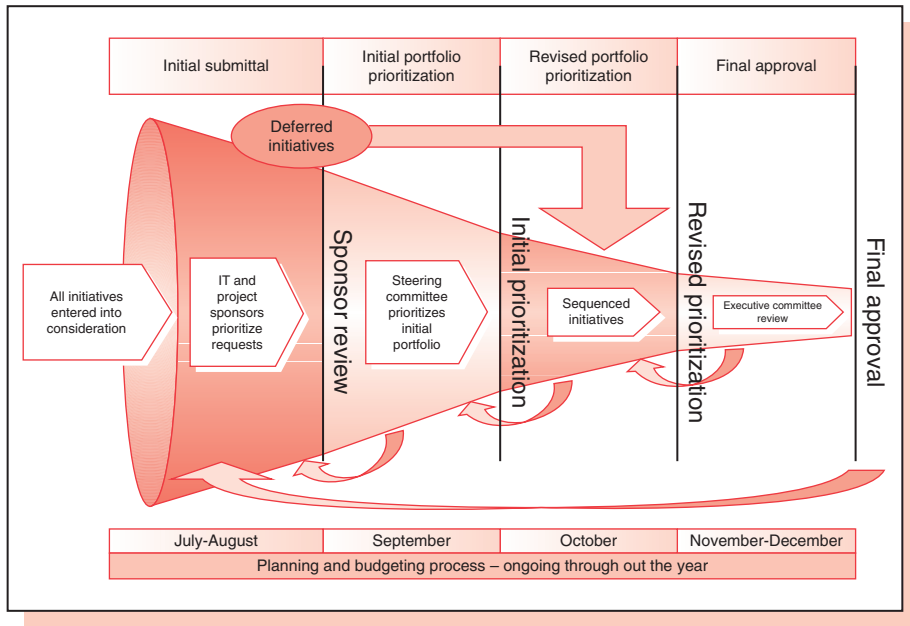 Initial submittal
Initial portfolio
prioritization
Revised portfolio
prioritization
Final approval
Deferred
initiatives
All initiatives
entered into
consideration
IT and
project
sponsors
prioritize
requests
Sponsor review
Steering
committee
prioritizes
initial
portfolio
Initial prioritization
Sequenced
initiatives
Revised prioritization
Executive committee
review
Final approval
July-August
September
October
November-December
Planning and budgeting process – ongoing through out the year